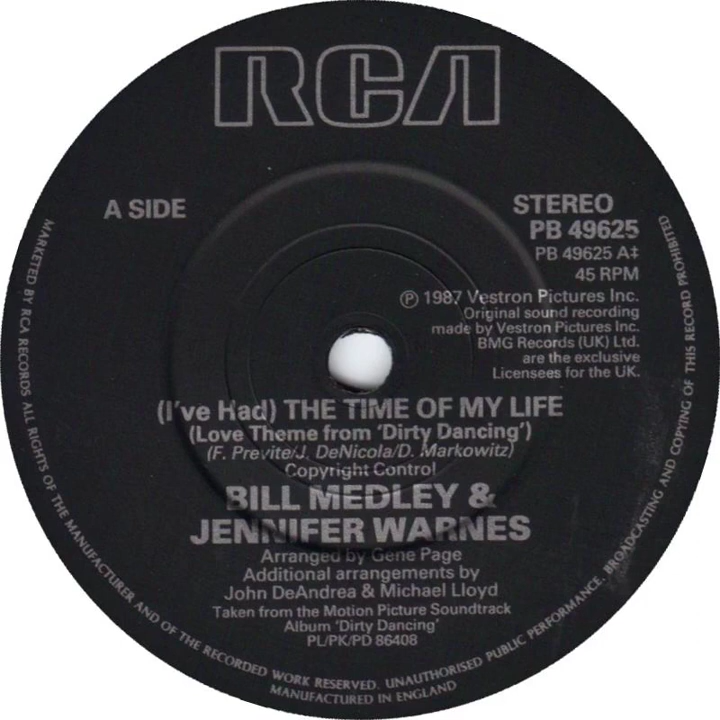 RCA
A SIDE
STEREO
PB 49625
PB 49625 A‡
45 RPM
℗ 1987 Vestron Pictures Inc.
Original sound recording
made by Vestron Pictures Inc.
BMG Records (UK) Ltd.
are the exclusive
Licensees for the UK.
(I've Had) THE TIME OF MY LIFE
(Love Theme from 'Dirty Dancing')
(F. Previte/J. DeNicola/D. Markowitz)
Copyright Control
BILL MEDLEY &
JENNIFER WARNES
Arranged by Gene Page
Additional arrangements by
John DeAndrea & Michael Lloyd
Taken from the Motion Picture Soundtrack
Album 'Dirty Dancing'
PL/PK/PD 86408
MARKETED BY RCA RECORDS ALL RIGHTS OF THE MANUFACTURER AND OF THE RECORDED WORK RESERVED. UNAUTHORISED PUBLIC PERFORMANCE, BROADCASTING AND COPYING OF THIS RECORD PROHIBITED
MANUFACTURED IN ENGLAND